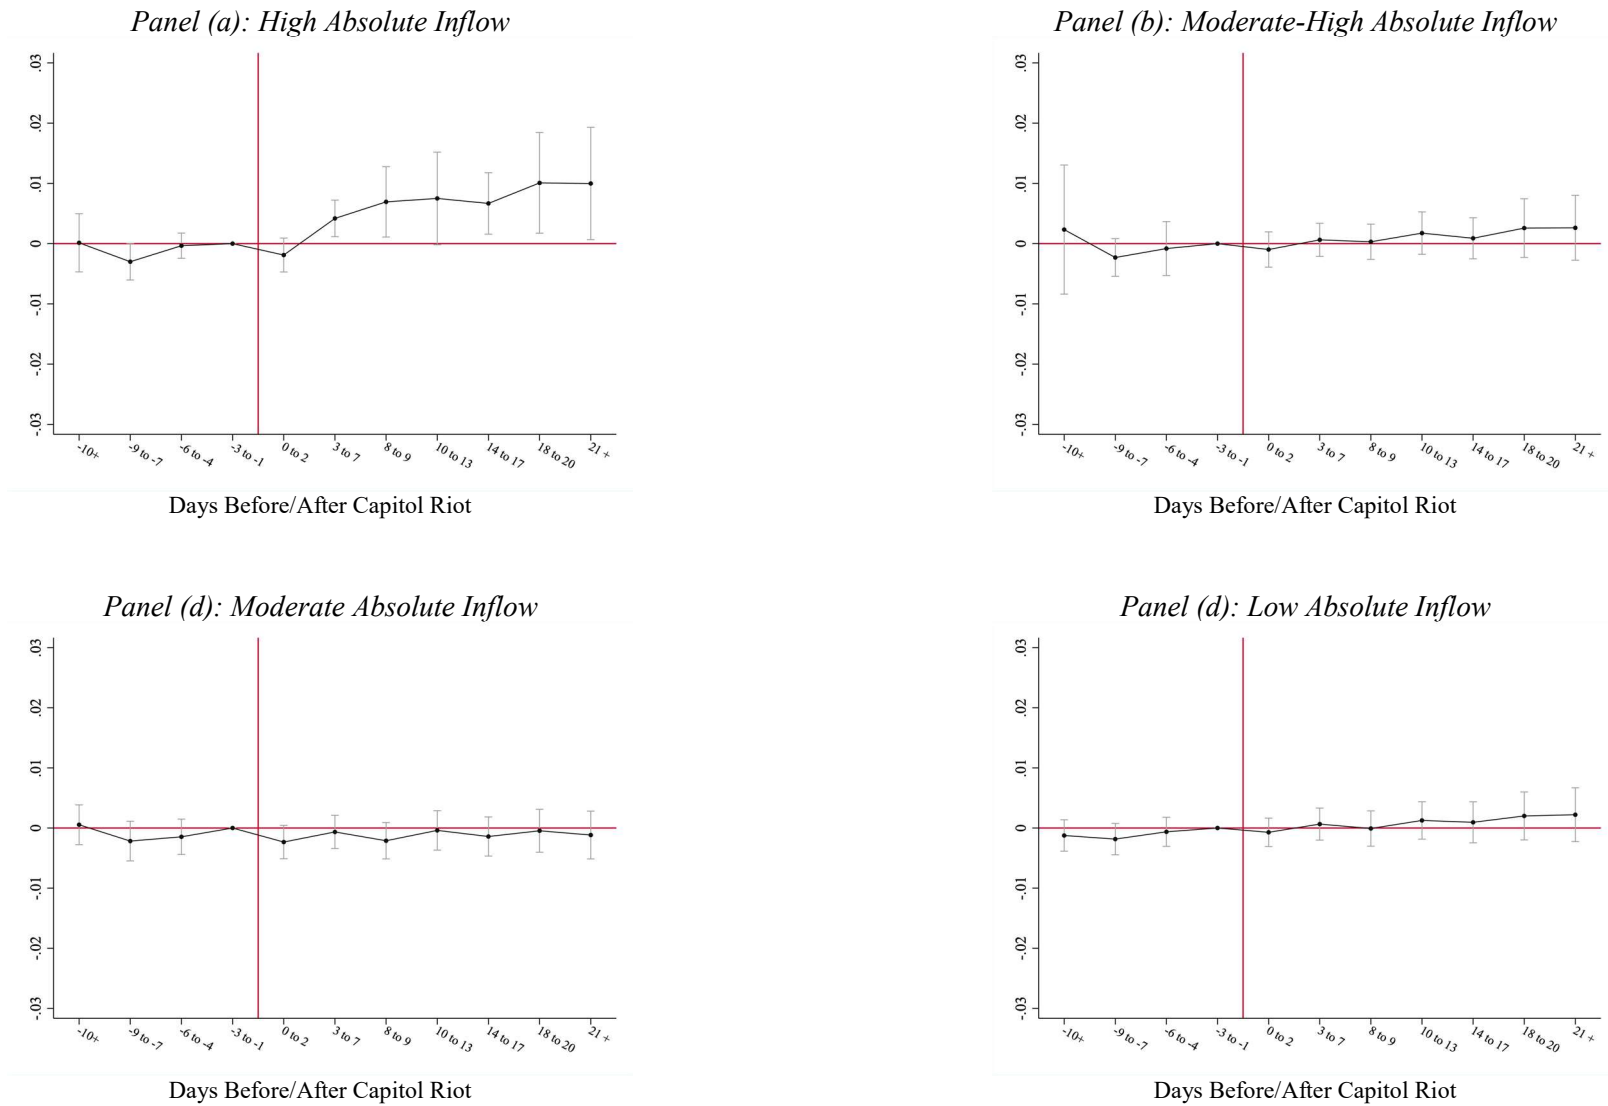 Panel (a): High Absolute Inflow
.03
.02
.01
0
-.01
-.02
-.03
-10+
-9 to -7
-6 to -4
-3 to -1
0 to 2
3 to 7
8 to 9
10 to 13
14 to 17
18 to 20
21 +
Days Before/After Capitol Riot
Panel (b): Moderate-High Absolute Inflow
.03
.02
.01
0
-.01
-.02
-.03
-10+
-9 to -7
-6 to -4
-3 to -1
0 to 2
3 to 7
8 to 9
10 to 13
14 to 17
18 to 20
21 +
Days Before/After Capitol Riot
Panel (d): Moderate Absolute Inflow
.03
.02
.01
0
-.01
-.02
-.03
-10+
-9 to -7
-6 to -4
-3 to -1
0 to 2
3 to 7
8 to 9
10 to 13
14 to 17
18 to 20
21 +
Days Before/After Capitol Riot
Panel (d): Low Absolute Inflow
.03
.02
.01
0
-.01
-.02
-.03
-10+
-9 to -7
-6 to -4
-3 to -1
0 to 2
3 to 7
8 to 9
10 to 13
14 to 17
18 to 20
21 +
Days Before/After Capitol Riot